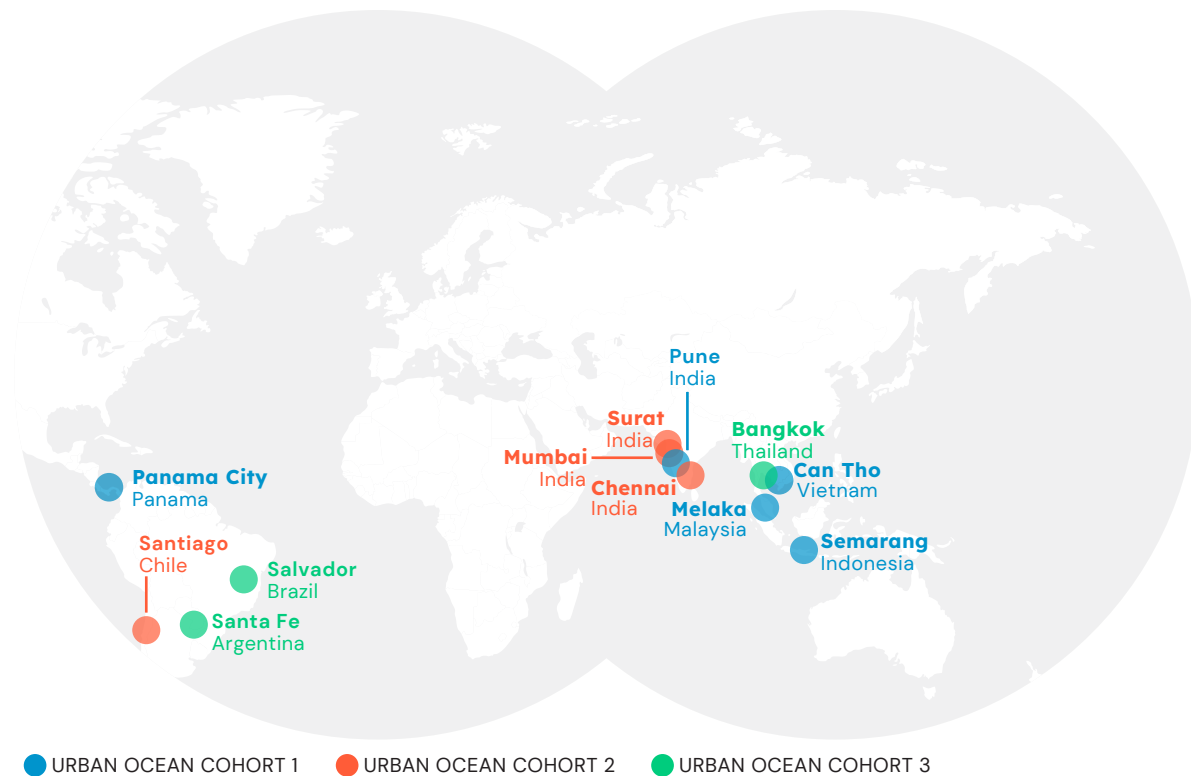 Pune
India
Surat
India
Mumbai
India
Chennai
India
Bangkok
Thailand
Can Tho
Vietnam
Melaka
Malaysia
Semarang
Indonesia
Panama City
Panama
Santiago
Chile
Salvador
Brazil
Santa Fe
Argentina
URBAN OCEAN COHORT 1
URBAN OCEAN COHORT 2
URBAN OCEAN COHORT 3